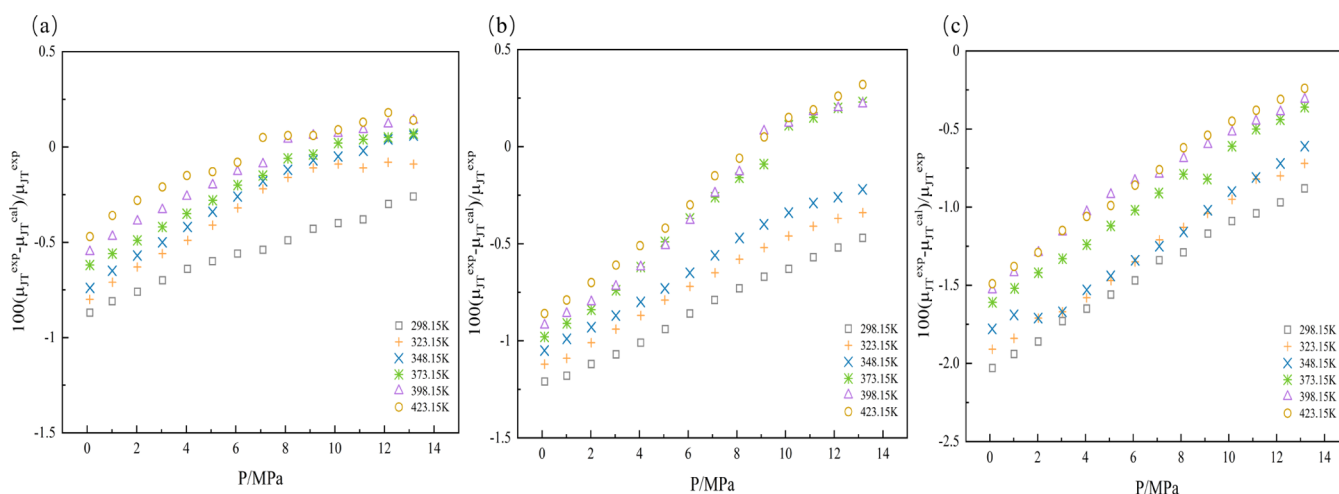 (a)
0.5
0
-0.5
-1
-1.5
100(μJT^exp-μJT^cal)/μJT^exp
298.15K
323.15K
348.15K
373.15K
398.15K
423.15K
0 2 4 6 8 10 12 14
P/MPa
(b)
0.5
0
-0.5
-1.0
-1.5
100(μJT^exp-μJT^cal)/μJT^exp
298.15K
323.15K
348.15K
373.15K
398.15K
423.15K
0 2 4 6 8 10 12 14
P/MPa
(c)
0
-0.5
-1.0
-1.5
-2.0
-2.5
100(μJT^exp-μJT^cal)/μJT^exp
298.15K
323.15K
348.15K
373.15K
398.15K
423.15K
0 2 4 6 8 10 12 14
P/MPa